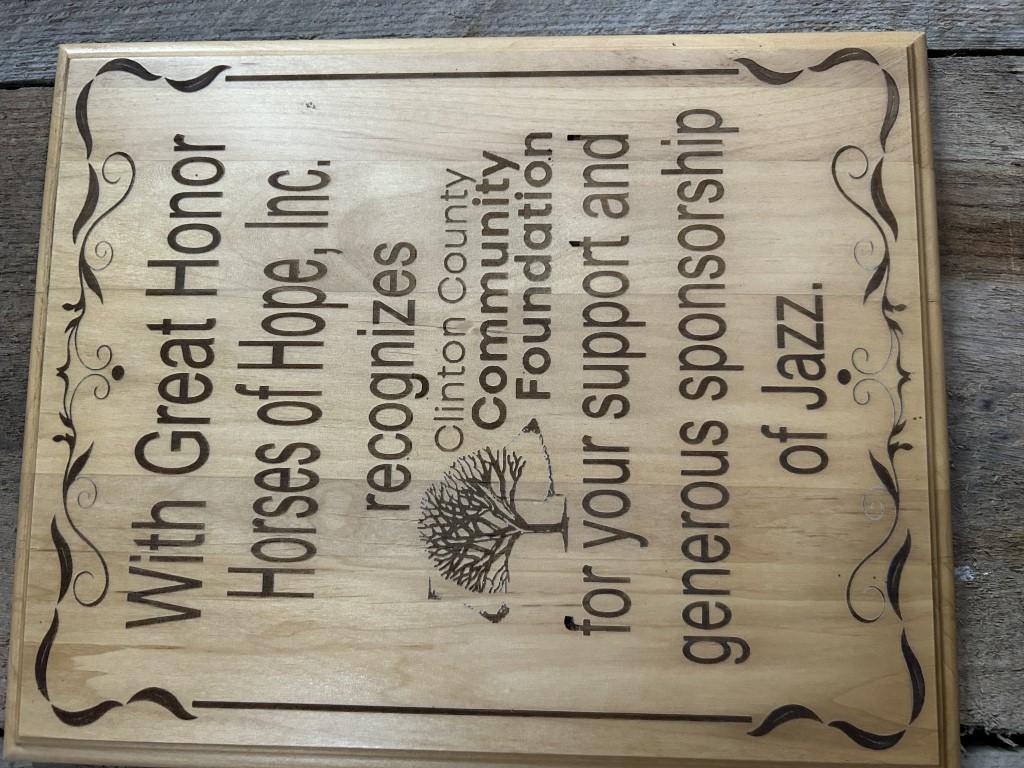 With Great Honor
Horses of Hope, Inc.
recognizes
Clinton County
Community
Foundation
for your support and
generous sponsorship
of Jazz.